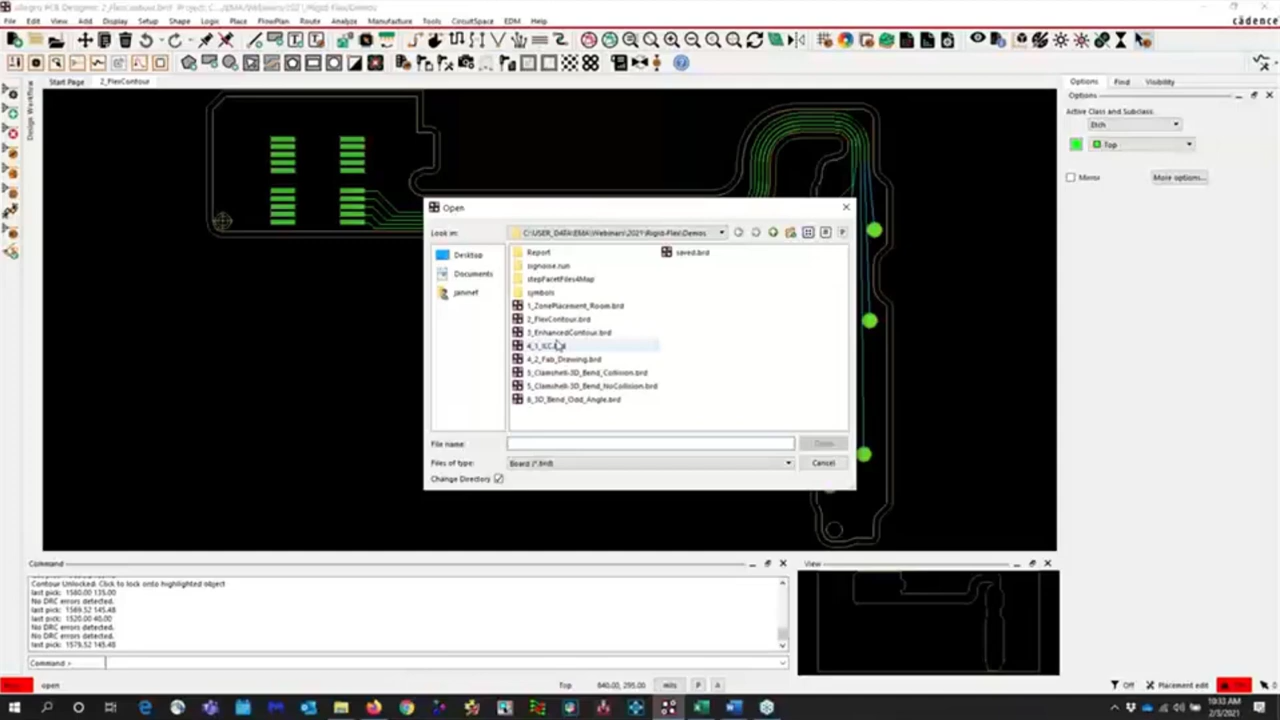 Allegro PCB Designer: 2_FlexContour.brd Project: C:/.../EMA/Webinars/2021/Rigid-Flex/Demos
File Edit View Add Display Setup Shape Logic Place FlowPlan Route Analyze Manufacture Tools CircuitSpace EDM Help
cādence
Start Page 2_FlexContour
Options Find Visibility
Design Workflow
Options
Active Class and Subclass:
Etch
Top
Mirror More options...
Open
Look in: C:\USER_DATA\EMA\Webinars\2021\Rigid-Flex\Demos
Desktop
Documents
janinef
Report
signoise.run
stepFacetFiles4Map
symbols
1_ZonePlacement_Room.brd
2_FlexContour.brd
3_EnhancedContour.brd
4_2_Fab_Drawing.brd
5_Clamshell-3D_Bend_Collision.brd
5_Clamshell-3D_Bend_NoCollision.brd
6_3D_Bend_Odd_Angle.brd
saved.brd
File name: Open
Files of type: Board (*.brd) Cancel
Change Directory
Command
Contour Unlocked. Click to lock onto highlighted object
last pick: 1560.00 135.00
No DRC errors detected.
last pick: 1569.52 145.48
last pick: 1520.00 40.00
No DRC errors detected.
No DRC errors detected.
last pick: 1579.52 145.48
Command >
View
open Top 640.00, 295.00 mils P A Off Placement edit
10:33 AM
2/3/2021